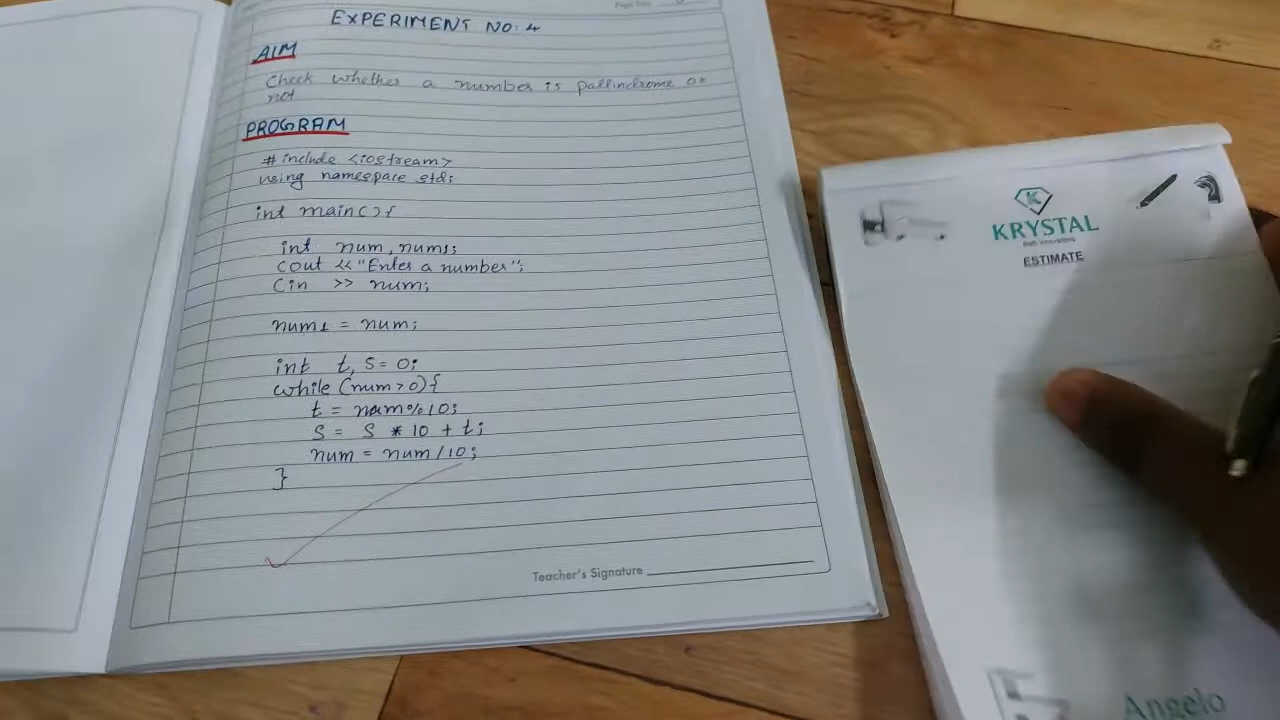 EXPERIMENT NO: 4
AIM
Check whether a number is pallindrome or
not
PROGRAM
# include <iostream>
using namespace std;
int main() {
int num, num1;
cout << "Enter a number";
Cin >> num;
num1 = num;
int t, S = 0;
while (num > 0) {
t = num % 10;
S = S * 10 + t;
num = num / 10;
}
Teacher's Signature
KRYSTAL
ESTIMATE
Angelo